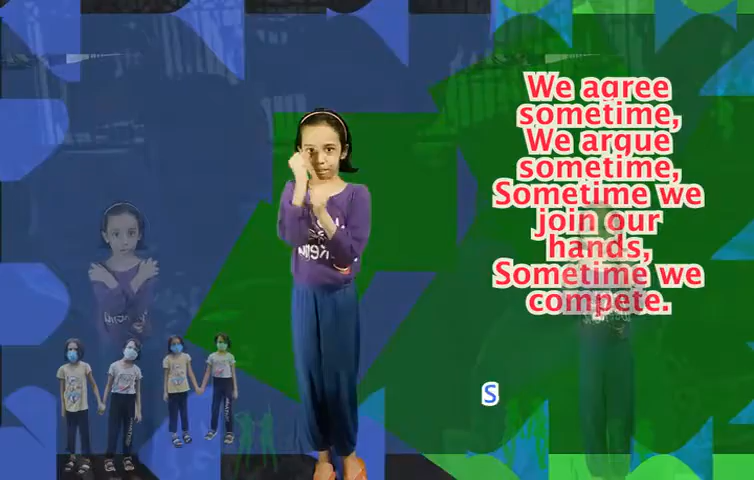 We agree
sometime,
We argue
sometime,
Sometime we
join our
hands,
Sometime we
compete.
S